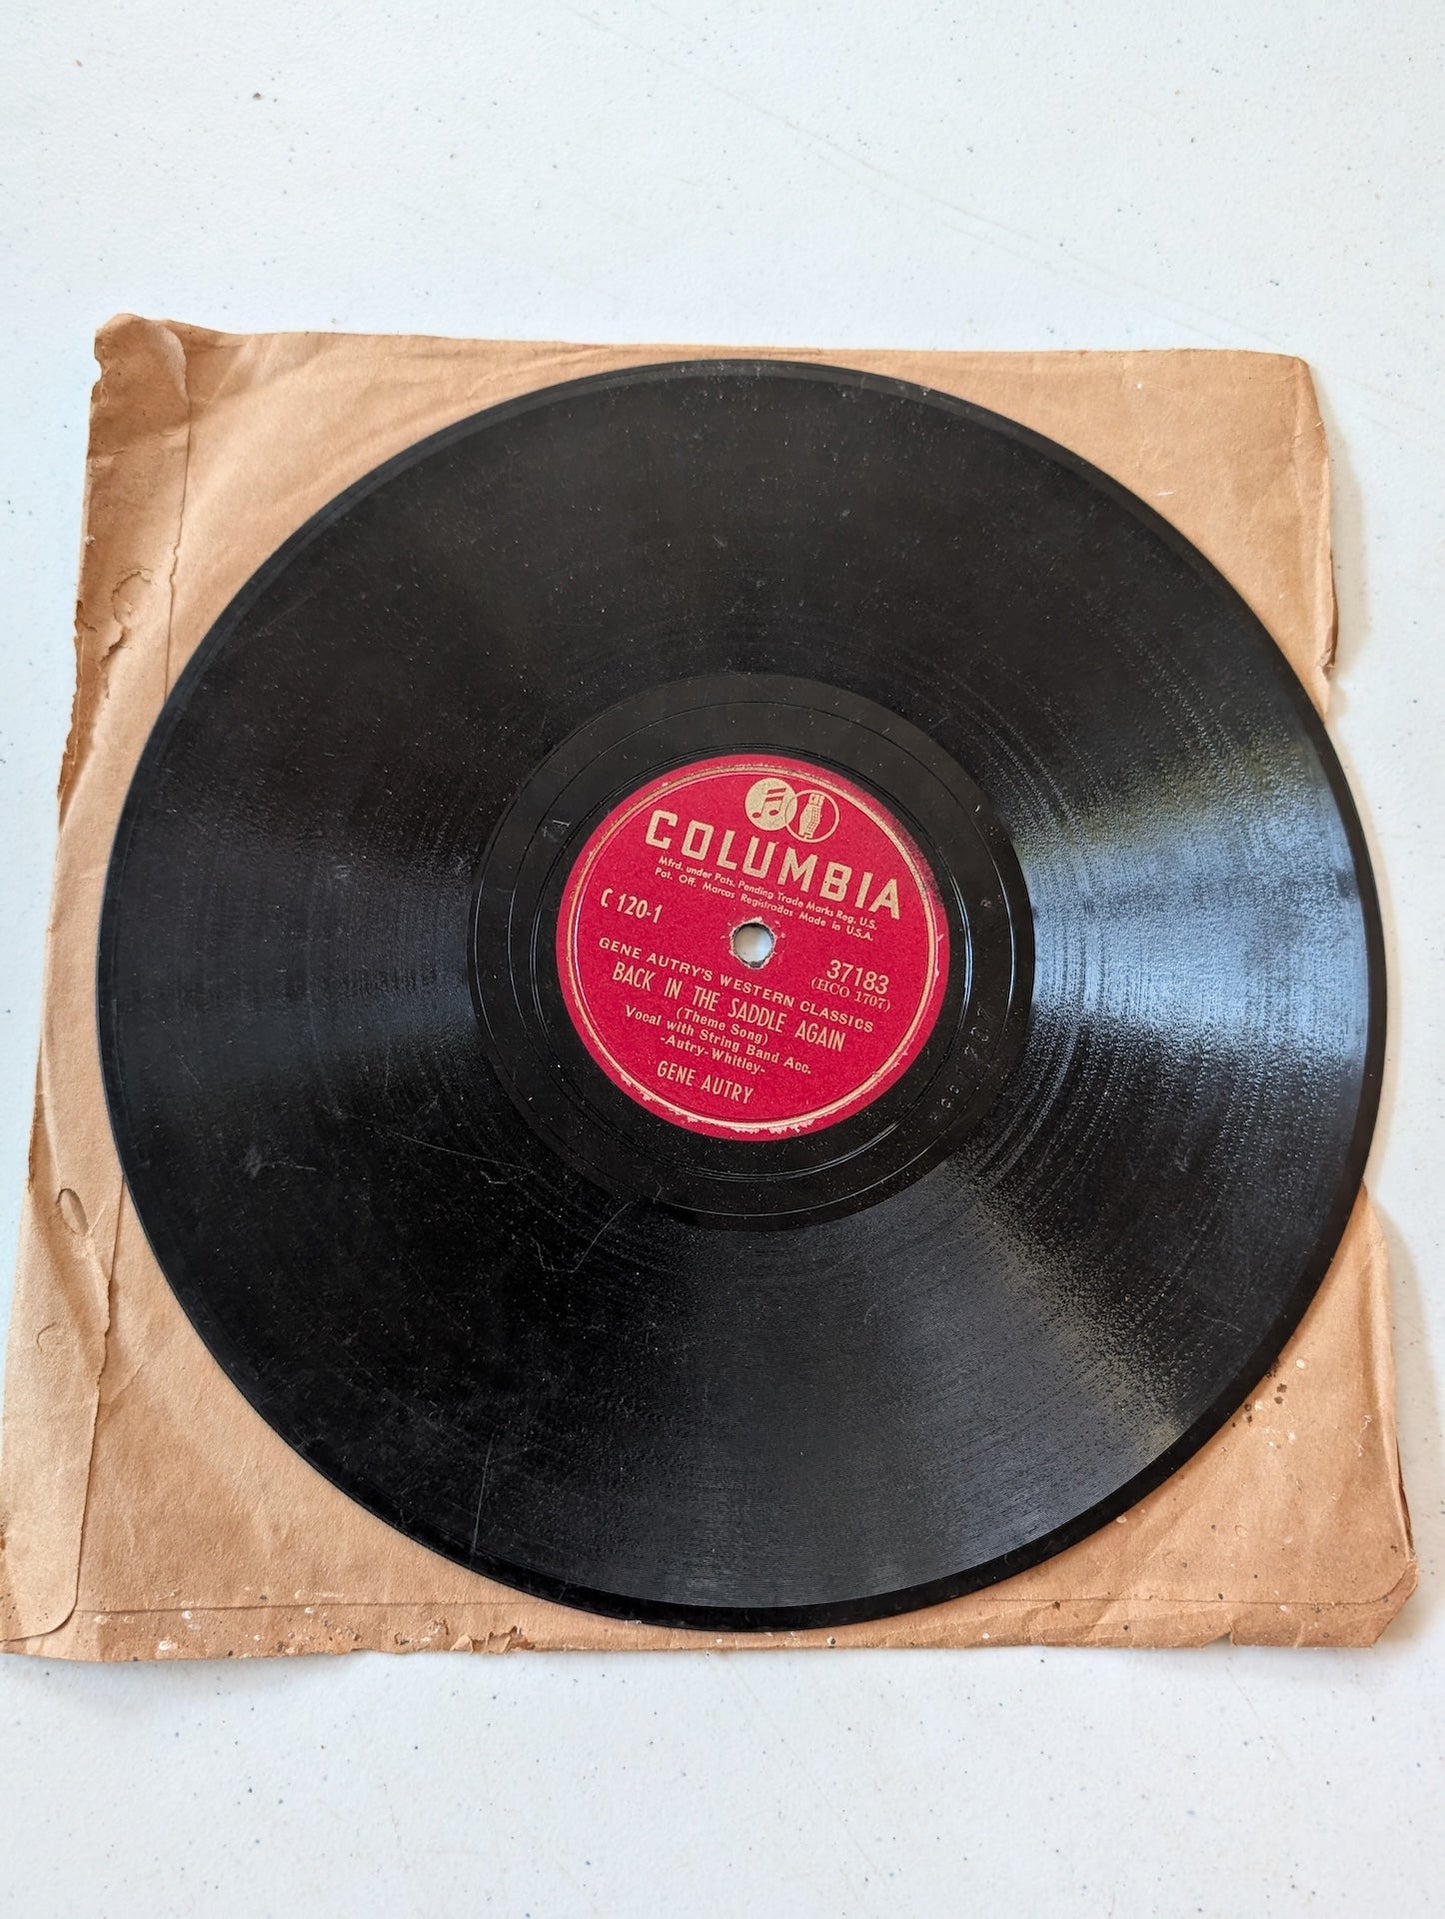 COLUMBIA
Mfrd. under Pats. Pending Trade Marks Reg. U.S.
Pat. Off. Marcas Registradas Made in U.S.A.
C 120-1
37183
(HCO 1707)
GENE AUTRY'S WESTERN CLASSICS
BACK IN THE SADDLE AGAIN
(Theme Song)
Vocal with String Band Acc.
-Autry-Whitley-
GENE AUTRY